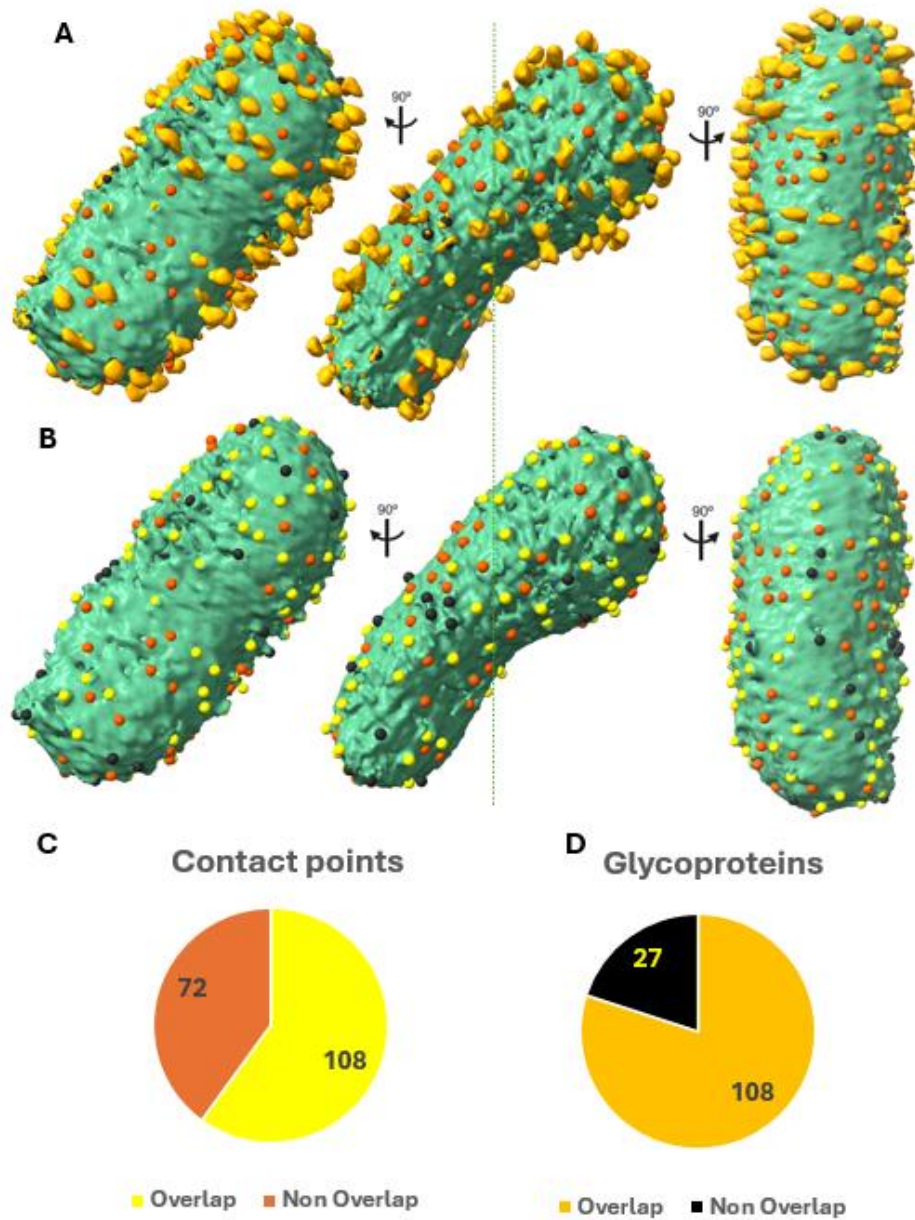 A
90°
90°
B
90°
90°
C
Contact points
72
108
Overlap
Non Overlap
D
Glycoproteins
27
108
Overlap
Non Overlap